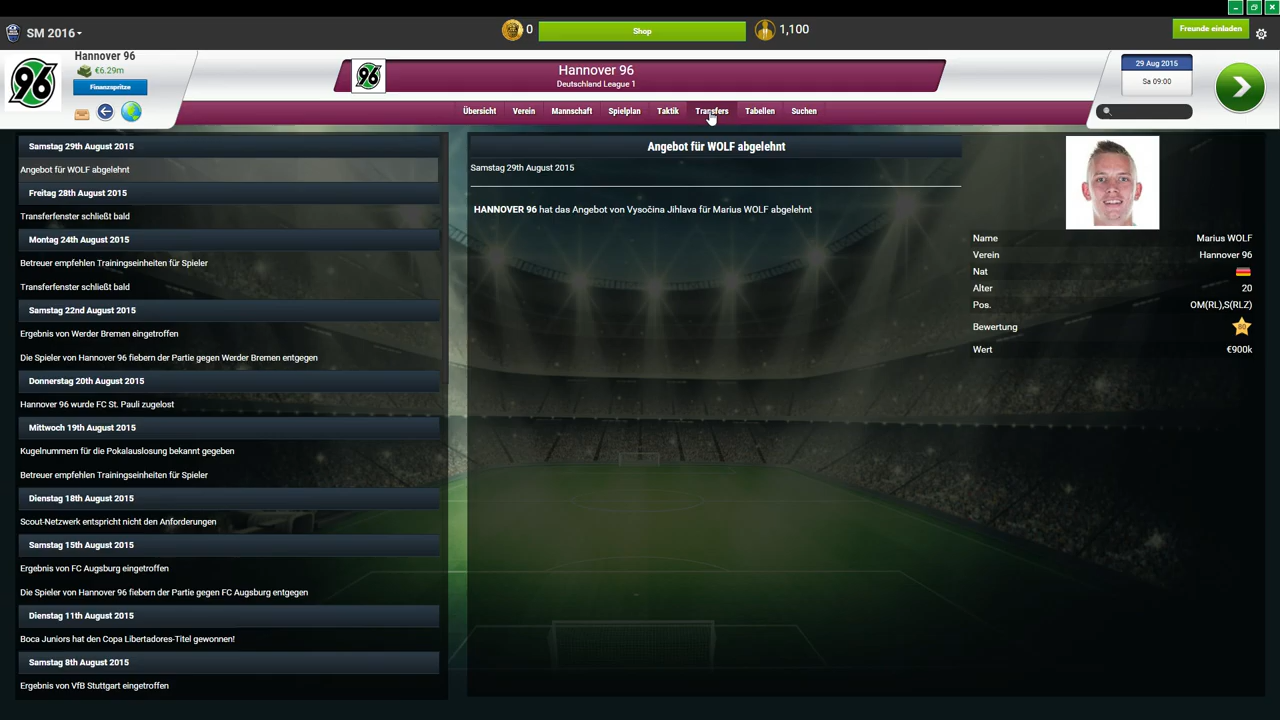 SM 2016
0
Shop
1,100
Freunde einladen
Hannover 96
€6.29m
Finanzspritze
96
96
Hannover 96
Deutschland League 1
29 Aug 2015
Sa 09:00
Übersicht Verein Mannschaft Spielplan Taktik Transfers Tabellen Suchen
Samstag 29th August 2015
Angebot für WOLF abgelehnt
Freitag 28th August 2015
Transferfenster schließt bald
Montag 24th August 2015
Betreuer empfehlen Trainingseinheiten für Spieler
Transferfenster schließt bald
Samstag 22nd August 2015
Ergebnis von Werder Bremen eingetroffen
Die Spieler von Hannover 96 fiebern der Partie gegen Werder Bremen entgegen
Donnerstag 20th August 2015
Hannover 96 wurde FC St. Pauli zugelost
Mittwoch 19th August 2015
Kugelnummern für die Pokalauslosung bekannt gegeben
Betreuer empfehlen Trainingseinheiten für Spieler
Dienstag 18th August 2015
Scout-Netzwerk entspricht nicht den Anforderungen
Samstag 15th August 2015
Ergebnis von FC Augsburg eingetroffen
Die Spieler von Hannover 96 fiebern der Partie gegen FC Augsburg entgegen
Dienstag 11th August 2015
Boca Juniors hat den Copa Libertadores-Titel gewonnen!
Samstag 8th August 2015
Ergebnis von VfB Stuttgart eingetroffen
Angebot für WOLF abgelehnt
Samstag 29th August 2015
HANNOVER 96 hat das Angebot von Vysočina Jihlava für Marius WOLF abgelehnt
Name Marius WOLF
Verein Hannover 96
Nat
Alter 20
Pos. OM(RL),S(RLZ)
Bewertung 80
Wert €900k